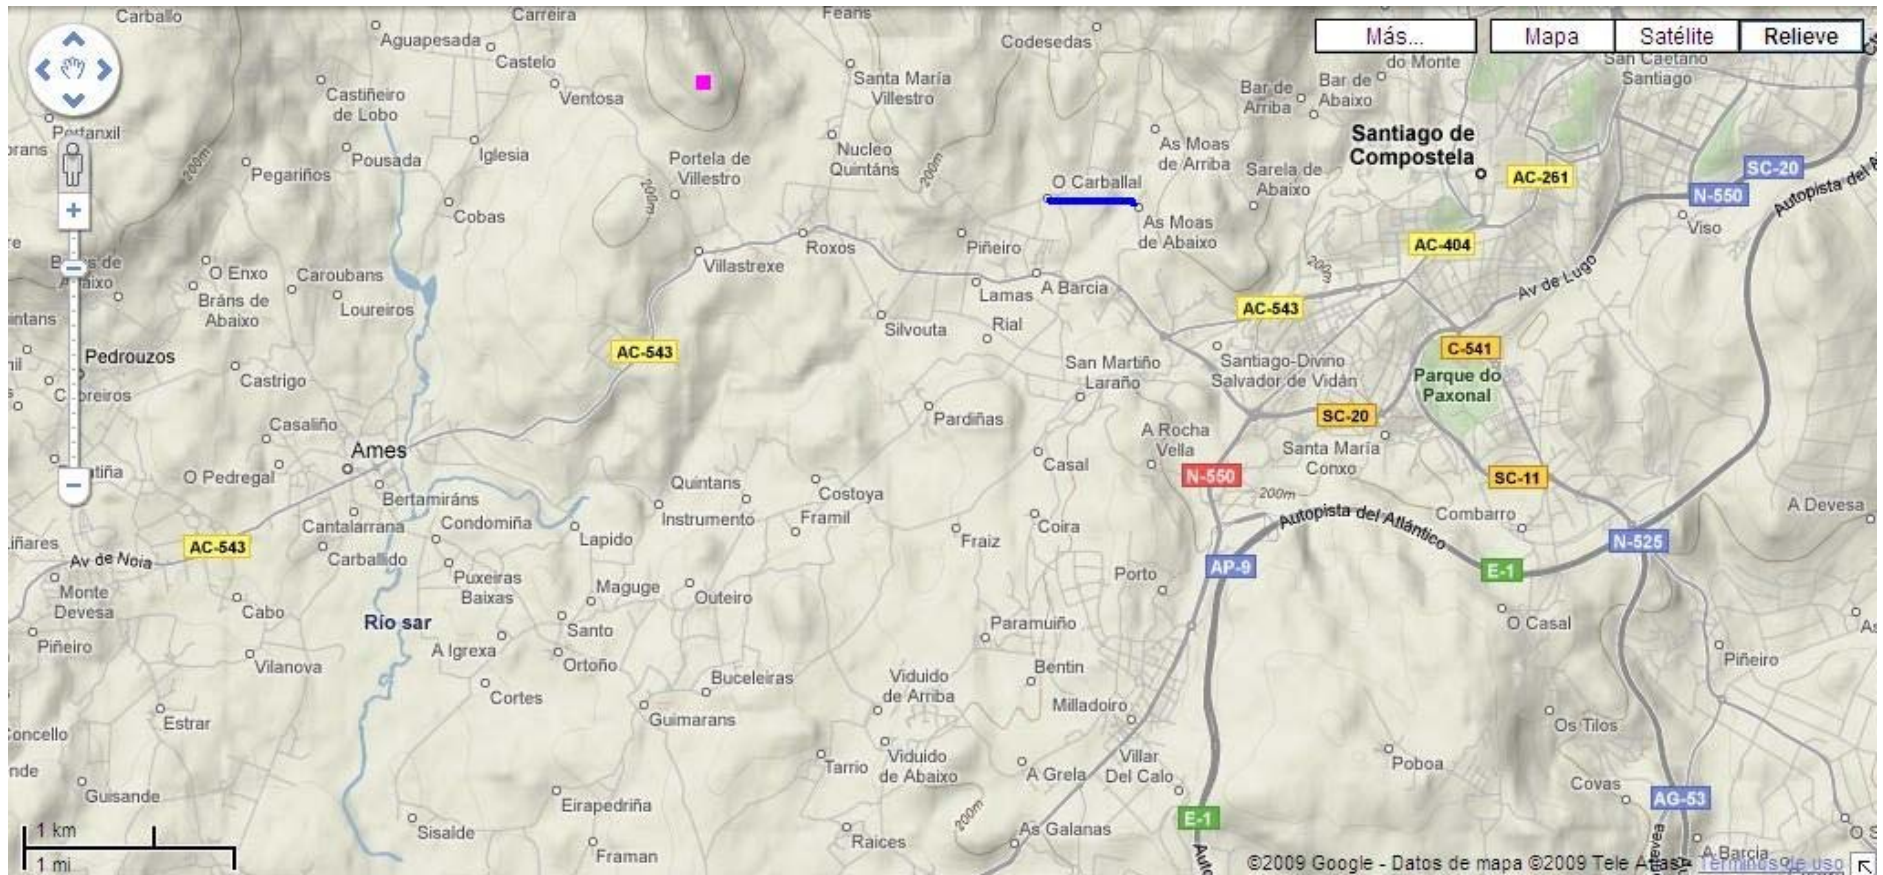 Carballo
Carreira
Feans
Aguapesada
Codesedas
Más...
Mapa
Satélite
Relieve
Castelo
do Monte
San Caetano
Santiago
Castiñeiro
de Lobo
Ventosa
Santa María
Villestro
Bar de
Arriba
Bar de
Abaixo
Portanxil
Pousada
Iglesia
Nucleo
Quintáns
As Moas
de Arriba
Santiago de
Compostela
200m
Pegariños
Portela de
Villestro
200m
200m
O Carballal
Sarela de
Abaixo
AC-261
SC-20
N-550
Autopista del A
Cobas
As Moas
de Abaixo
Viso
Roxos
Piñeiro
AC-404
Villastrexe
O Enxo
Caroubans
Bráns de
Abaixo
Loureiros
Lamas
A Barcia
200m
Av de Lugo
AC-543
Silvouta
Rial
AC-543
Pedrouzos
San Martiño
Laraño
Santiago-Divino
Salvador de Vidán
C-541
Parque do
Paxonal
Castrigo
Pardiñas
SC-20
Casaliño
A Rocha
Vella
Santa María
Conxo
Ames
Casal
O Pedregal
Bertamiráns
Quintans
Costoya
N-550
200m
SC-11
Cantalarrana
Condomiña
Instrumento
Framil
Coira
Autopista del Atlántico
Combarro
A Devesa
Lapido
Fraiz
AC-543
Av de Noia
Carballido
N-525
Monte
Devesa
Puxeiras
Baixas
Maguge
Outeiro
Porto
AP-9
E-1
Cabo
Río sar
Santo
Paramuiño
O Casal
Piñeiro
A Igrexa
Vilanova
Ortoño
Bentin
Piñeiro
Cortes
Buceleiras
Viduido
de Arriba
Milladoiro
Estrar
Guimarans
Os Tilos
Tarrio
Viduido
de Abaixo
A Grela
Villar
Del Calo
Poboa
Covas
Guisande
Eirapedriña
200m
AG-53
E-1
1 km
Sisalde
Raices
As Galanas
1 mi
Framan
A Barcia
©2009 Google - Datos de mapa ©2009 Tele Atlas - Términos de uso